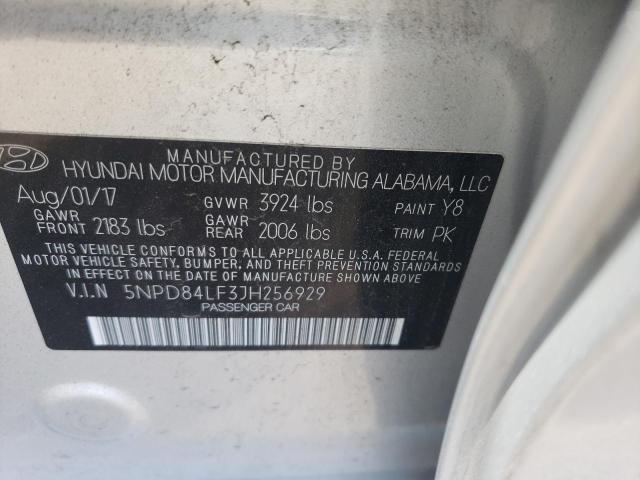 MANUFACTURED BY
HYUNDAI MOTOR MANUFACTURING ALABAMA, LLC
Aug/01/17 GVWR 3924 lbs PAINT Y8
GAWR FRONT 2183 lbs GAWR REAR 2006 lbs TRIM PK
THIS VEHICLE CONFORMS TO ALL APPLICABLE U.S.A. FEDERAL
MOTOR VEHICLE SAFETY, BUMPER, AND THEFT PREVENTION STANDARDS
IN EFFECT ON THE DATE OF MANUFACTURE SHOWN ABOVE
V.I.N 5NPD84LF3JH256929
PASSENGER CAR